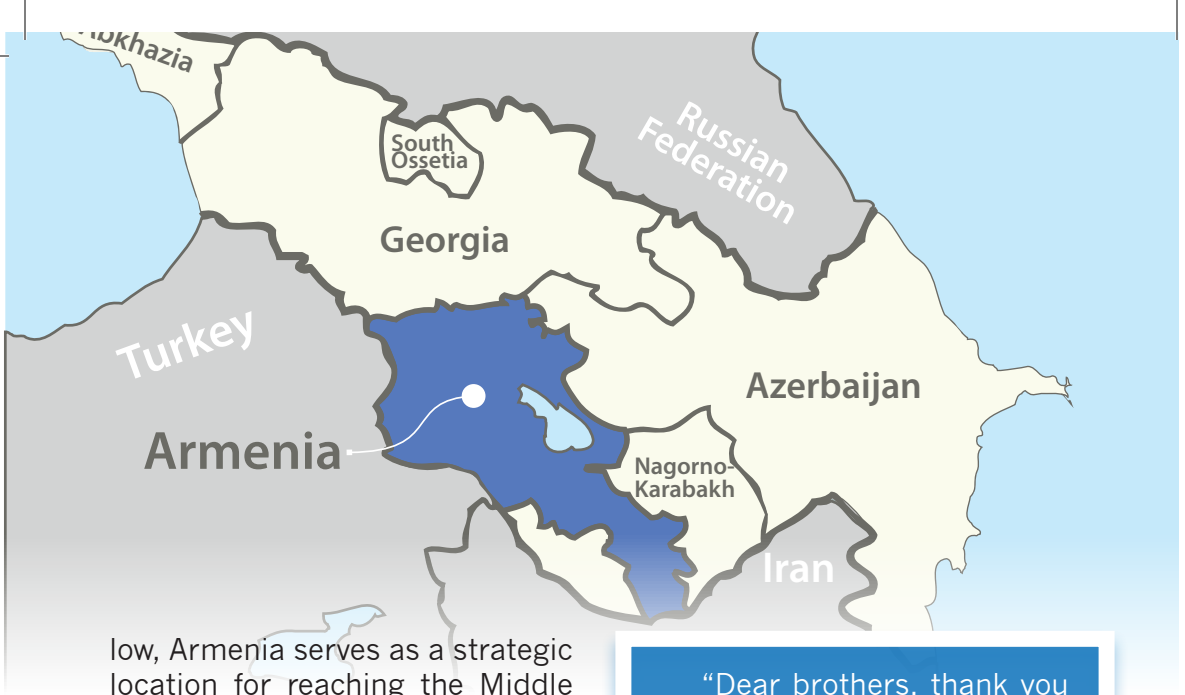 Abkhazia
South
Ossetia
Russian
Federation
Georgia
Turkey
Azerbaijan
Armenia
Nagorno-
Karabakh
Iran
low, Armenia serves as a strategic
location for reaching the Middle
“Dear brothers, thank you